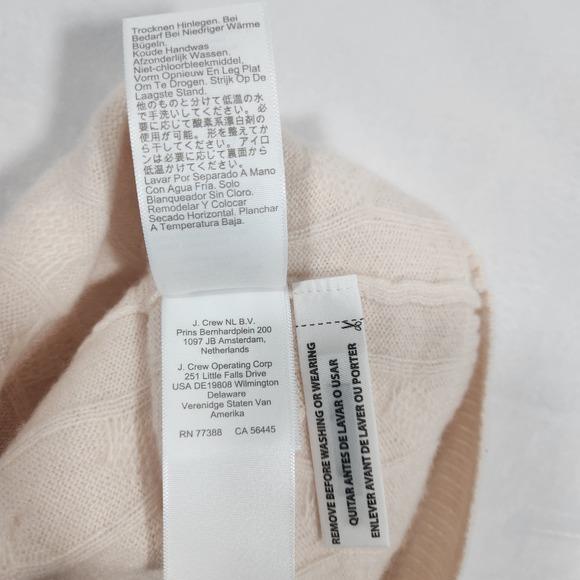 Trocknen Hinlegen. Bei
Bedarf Bei Niedriger Wärme
Bügeln.
Koude Handwas
Afzonderlijk Wassen.
Niet-chloorbleekmiddel,
Vorm Opnieuw En Leg Plat
Om Te Drogen. Strijk Op De
Laagste Stand.
他のものと分けて低温の水
で手洗いしてください。必
要に応じて酸素系漂白剤の
使用が可能。形を整えてか
ら干してください。アイロ
ンは必要に応じて裏面から
低温かけてください。
Lavar Por Separado A Mano
Con Agua Fría. Solo
Blanqueador Sin Cloro.
Remodelar Y Colocar
Secado Horizontal. Planchar
A Temperatura Baja.
J. Crew NL B.V.
Prins Bernhardplein 200
1097 JB Amsterdam,
Netherlands
J. Crew Operating Corp
251 Little Falls Drive
USA DE19808 Wilmington
Delaware
Verenidge Staten Van
Amerika
RN 77388 CA 56445
REMOVE BEFORE WASHING OR WEARING
QUITAR ANTES DE LAVAR O USAR
ENLEVER AVANT DE LAVER OU PORTER